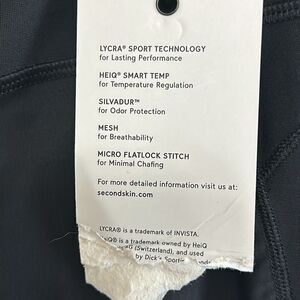 LYCRA® SPORT TECHNOLOGY
for Lasting Performance
HEIQ® SMART TEMP
for Temperature Regulation
SILVADUR™
for Odor Protection
MESH
for Breathability
MICRO FLATLOCK STITCH
for Minimal Chafing
For more detailed information visit us at:
secondskin.com
LYCRA® is a trademark of INVISTA.
HeiQ® is a trademark owned by HeiQ
(Switzerland), and used
by Dick's